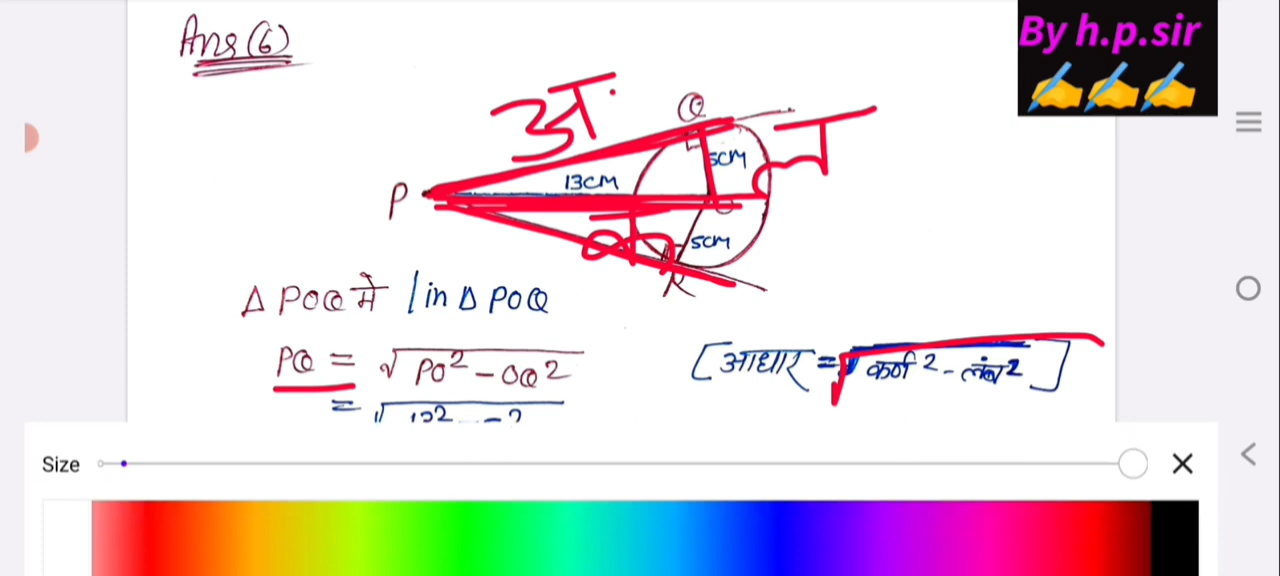 Ans(6)
By h.p.sir
अ.
Q
5cm
13cm
P
O
5cm
R
Δ POQ में / in Δ POQ
PQ = √PO² - OQ²
[आधार = √कर्ण² - लंब²]
Size